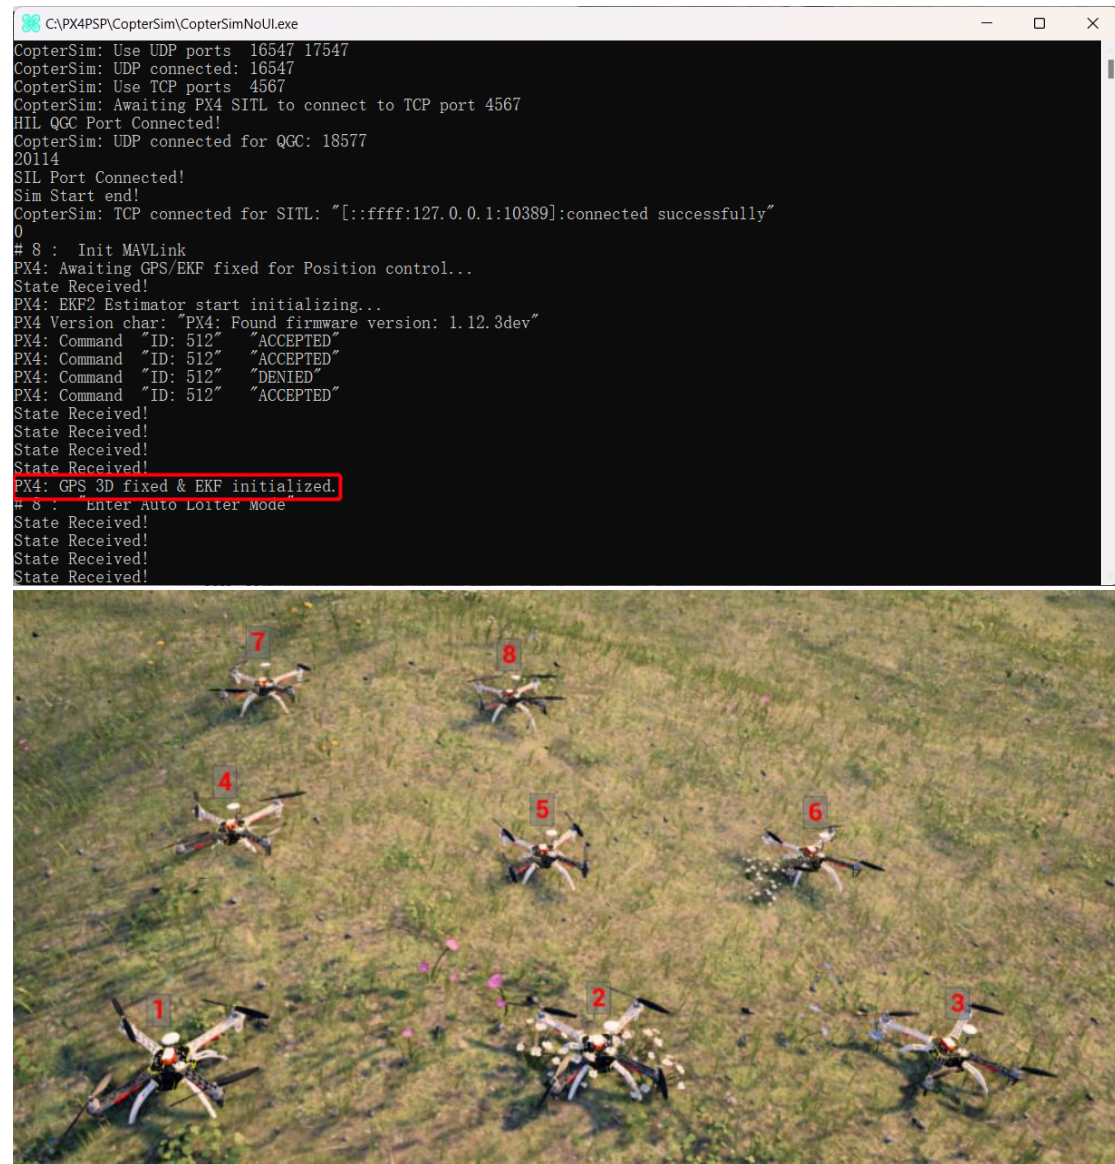 C:\PX4PSP\CopterSim\CopterSimNoUI.exe
CopterSim: Use UDP ports  16547 17547
CopterSim: UDP connected: 16547
CopterSim: Use TCP ports  4567
CopterSim: Awaiting PX4 SITL to connect to TCP port 4567
HIL QGC Port Connected!
CopterSim: UDP connected for QGC: 18577
20114
SIL Port Connected!
Sim Start end!
CopterSim: TCP connected for SITL: "[::ffff:127.0.0.1:10389]:connected successfully"
0
# 8 :  Init MAVLink
PX4: Awaiting GPS/EKF fixed for Position control...
State Received!
PX4: EKF2 Estimator start initializing...
PX4 Version char: "PX4: Found firmware version: 1.12.3dev"
PX4: Command  "ID: 512"   "ACCEPTED"
PX4: Command  "ID: 512"   "ACCEPTED"
PX4: Command  "ID: 512"   "DENIED"
PX4: Command  "ID: 512"   "ACCEPTED"
State Received!
State Received!
State Received!
State Received!
PX4: GPS 3D fixed & EKF initialized.
# 8 :  "Enter Auto Loiter Mode"
State Received!
State Received!
State Received!
State Received!
7
8
4
5
6
1
2
3